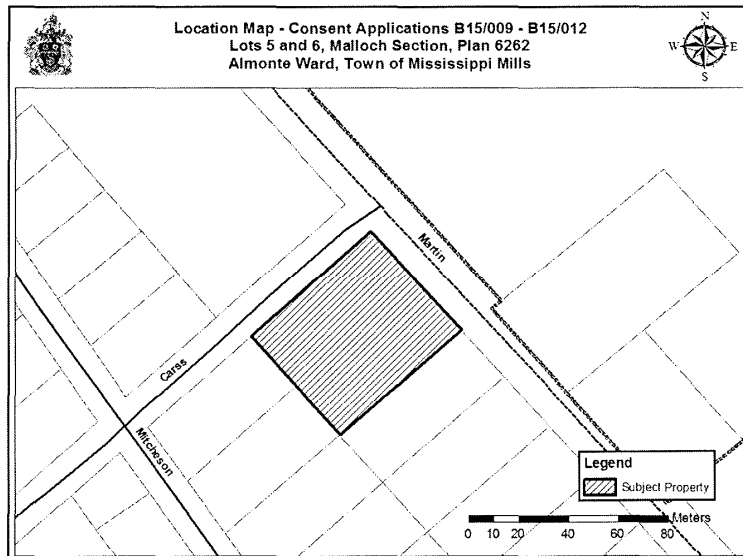 Location Map - Consent Applications B15/009 - B15/012
Lots 5 and 6, Malloch Section, Plan 6262
Almonte Ward, Town of Mississippi Mills
N
W E
S
Martin
Carss
Mitcheson
Legend
Subject Property
Meters
0 10 20 40 60 80